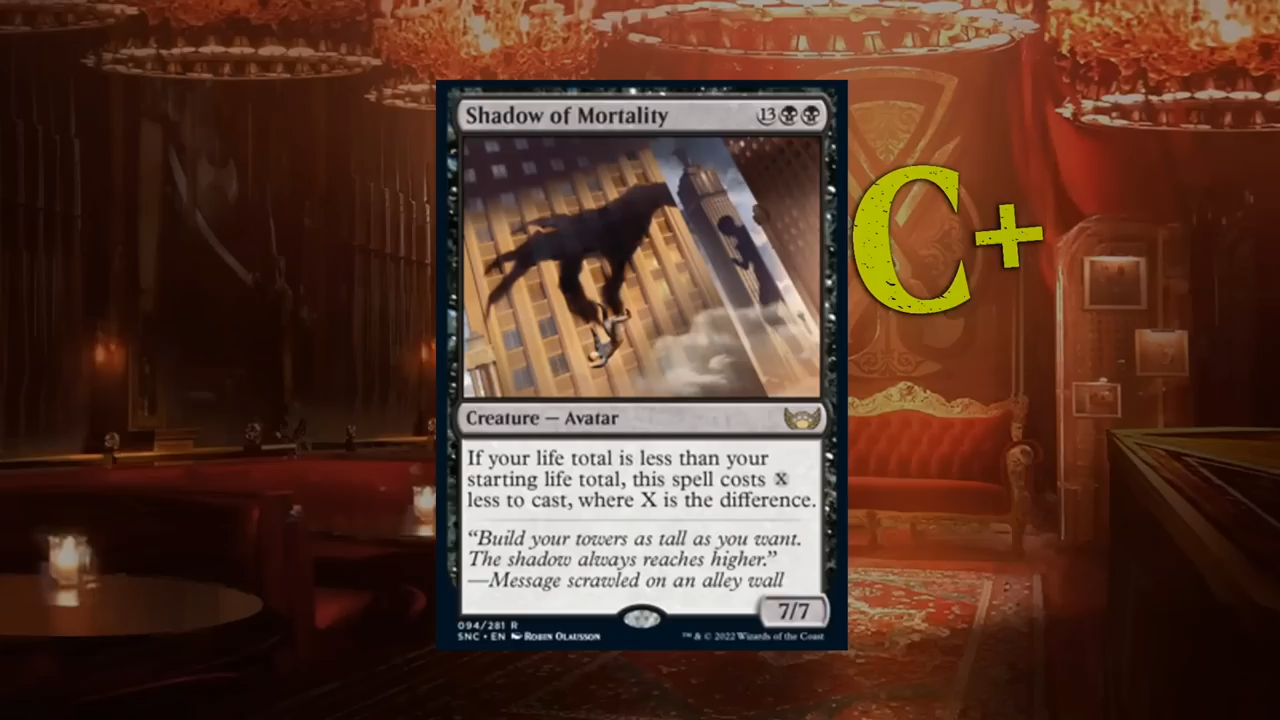 Shadow of Mortality 13
C+
Creature — Avatar
If your life total is less than your
starting life total, this spell costs X
less to cast, where X is the difference.
“Build your towers as tall as you want.
The shadow always reaches higher.”
—Message scrawled on an alley wall
7/7
094/281 R
SNC • EN Robin Olausson
™ & © 2022 Wizards of the Coast